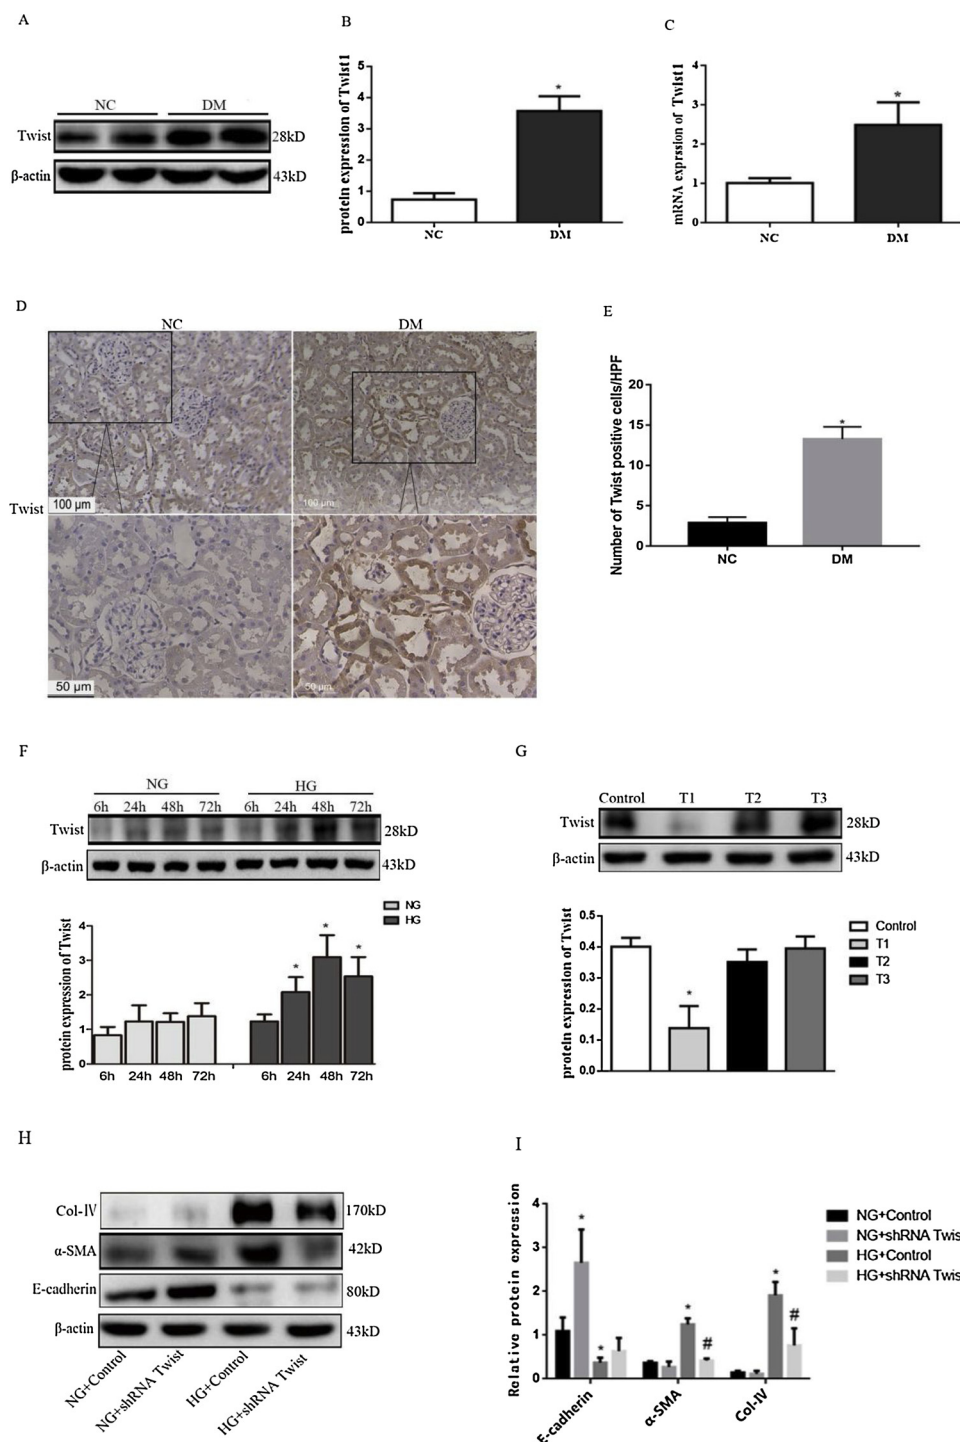 A
NC DM
Twist 28kD
β-actin 43kD
B
protein expression of Twist1
5
4
3
2
1
0
*
NC DM
C
mRNA exprssion of Twist1
4
3
2
1
0
*
NC DM
D
NC DM
Twist
100 μm 100 μm
50 μm 50 μm
E
Number of Twist positive cells/HPF
20
15
10
5
0
*
NC DM
F
NG HG
6h 24h 48h 72h 6h 24h 48h 72h
Twist 28kD
β-actin 43kD
NG
HG
protein expression of Twist
4
3
2
1
0
* * *
6h 24h 48h 72h 6h 24h 48h 72h
G
Control T1 T2 T3
Twist 28kD
β-actin 43kD
protein expression of Twist
0.5
0.4
0.3
0.2
0.1
0.0
*
Control
T1
T2
T3
H
Col-IV 170kD
α-SMA 42kD
E-cadherin 80kD
β-actin 43kD
NG+Control
NG+shRNA Twist
HG+Control
HG+shRNA Twist
I
Relative protein expression
4
3
2
1
0
* * * # * #
E-cadherin
α-SMA
Col-IV
NG+Control
NG+shRNA Twis
HG+Control
HG+shRNA Twis